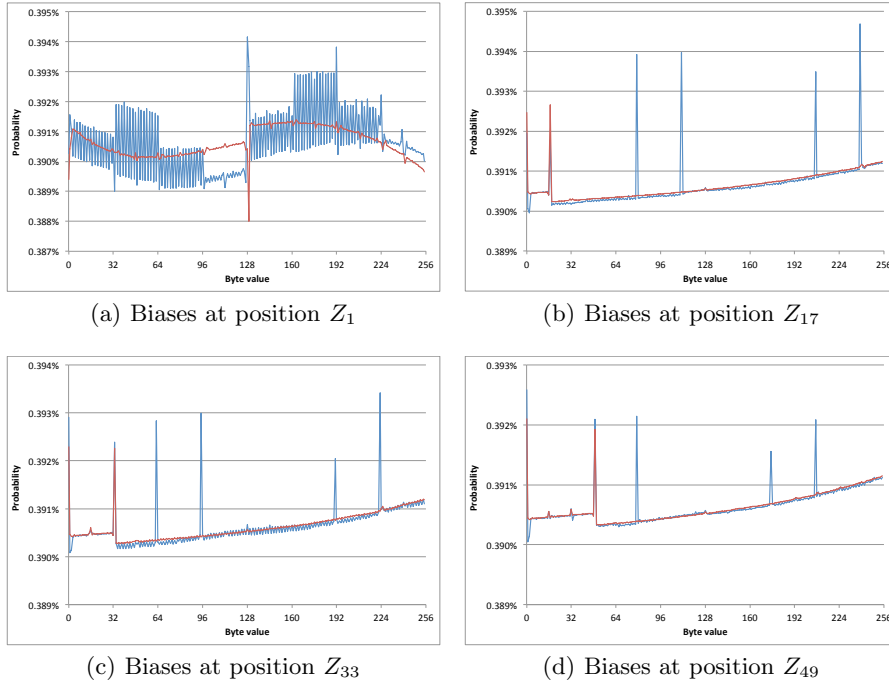 0.395%
0.394%
0.393%
0.392%
0.391%
0.390%
0.389%
0.388%
0.387%
Probability
0 32 64 96 128 160 192 224 256
Byte value
(a) Biases at position Z1
0.395%
0.394%
0.393%
0.392%
0.391%
0.390%
0.389%
Probability
0 32 64 96 128 160 192 224 256
Byte value
(b) Biases at position Z17
0.394%
0.393%
0.392%
0.391%
0.390%
0.389%
Probability
0 32 64 96 128 160 192 224 256
Byte value
(c) Biases at position Z33
0.393%
0.392%
0.391%
0.390%
0.389%
Probability
0 32 64 96 128 160 192 224 256
Byte value
(d) Biases at position Z49